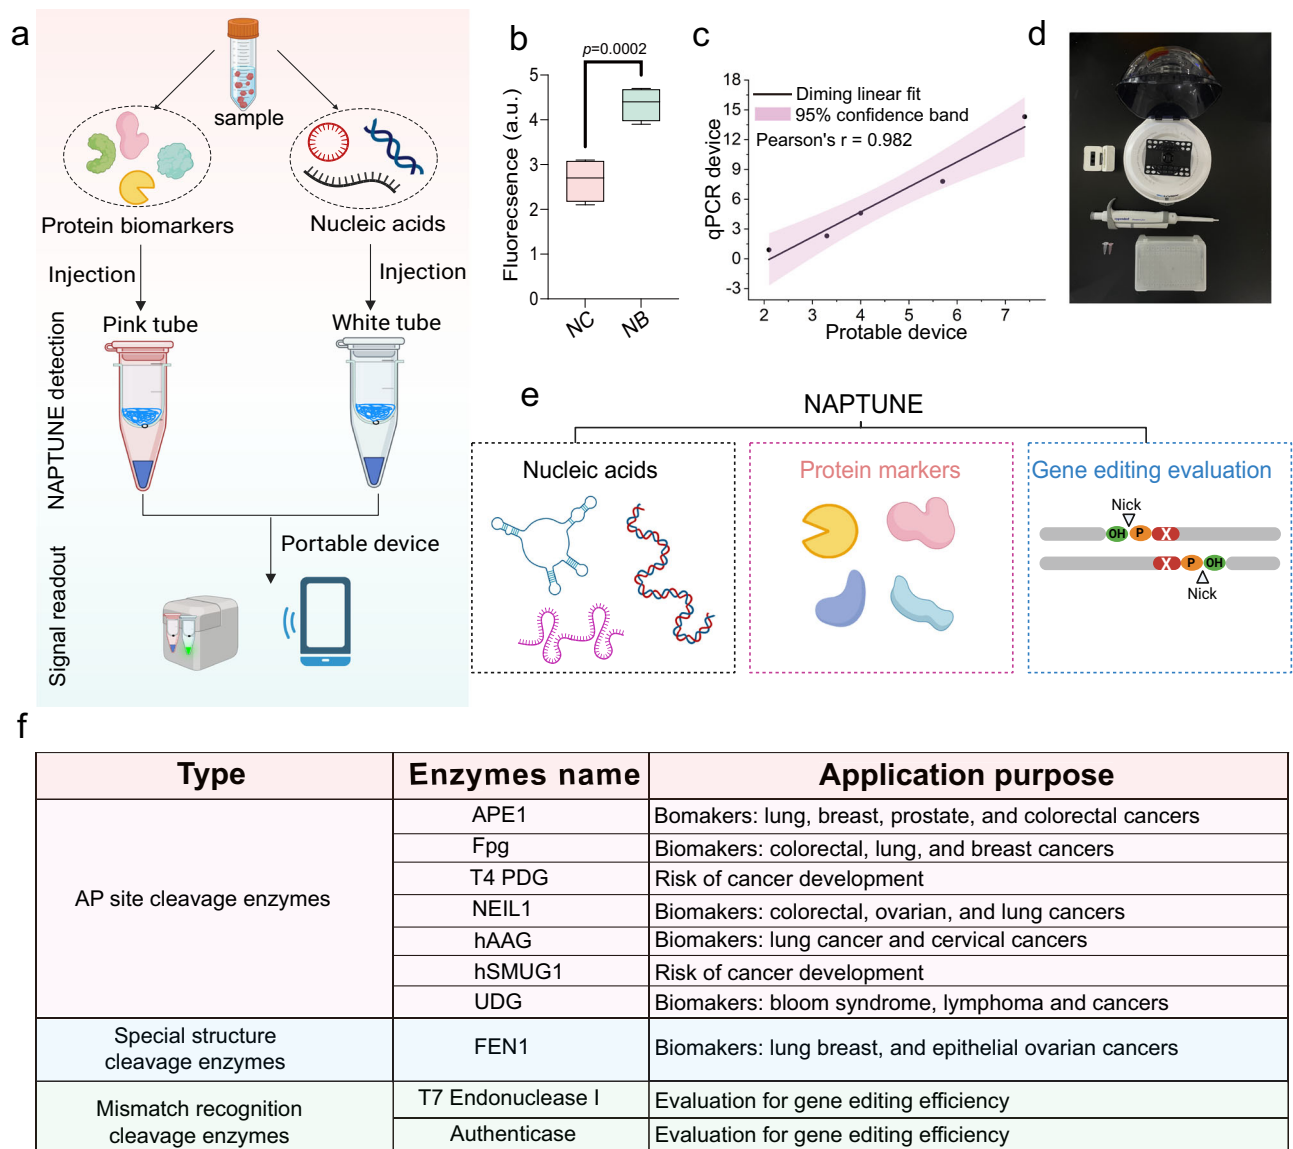 a
sample
Protein biomarkers
Nucleic acids
Injection
Injection
Pink tube
White tube
NAPTUNE detection
Portable device
Signal readout
b
p=0.0002
Fluorecsence (a.u.)
5
4
3
2
1
0
NC
NB
c
qPCR device
18
15
12
9
6
3
0
-3
Diming linear fit
95% confidence band
Pearson's r = 0.982
2
3
4
5
6
7
Protable device
d
e
NAPTUNE
Nucleic acids
Protein markers
Gene editing evaluation
Nick
OH
P
X
X
P
OH
Nick
f
Type
Enzymes name
Application purpose
AP site cleavage enzymes
APE1
Bomakers: lung, breast, prostate, and colorectal cancers
Fpg
Biomakers: colorectal, lung, and breast cancers
T4 PDG
Risk of cancer development
NEIL1
Biomakers: colorectal, ovarian, and lung cancers
hAAG
Biomakers: lung cancer and cervical cancers
hSMUG1
Risk of cancer development
UDG
Biomakers: bloom syndrome, lymphoma and cancers
Special structure
cleavage enzymes
FEN1
Biomakers: lung breast, and epithelial ovarian cancers
Mismatch recognition
cleavage enzymes
T7 Endonuclease I
Evaluation for gene editing efficiency
Authenticase
Evaluation for gene editing efficiency